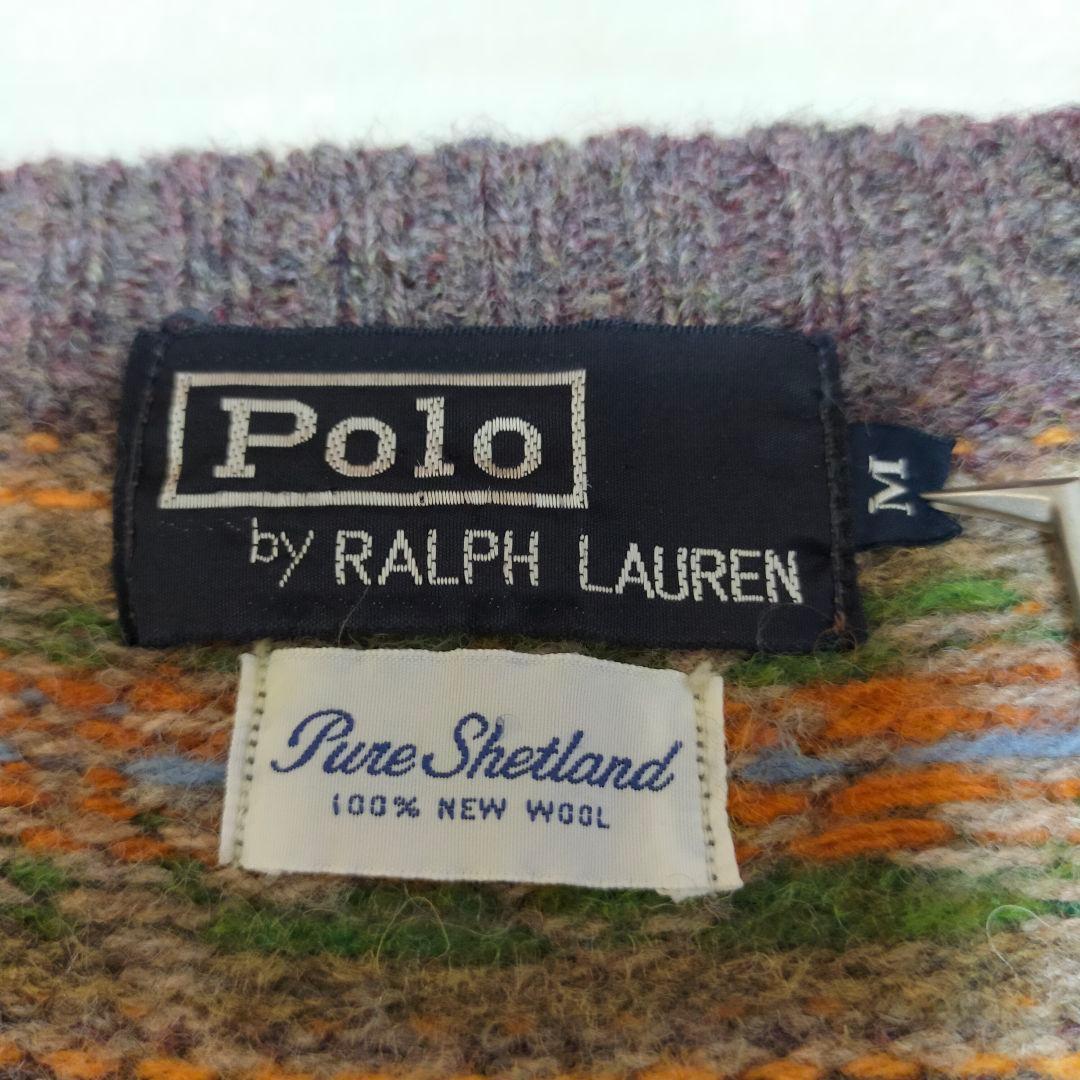 Polo
by RALPH LAUREN
M
Pure Shetland
100% NEW WOOL